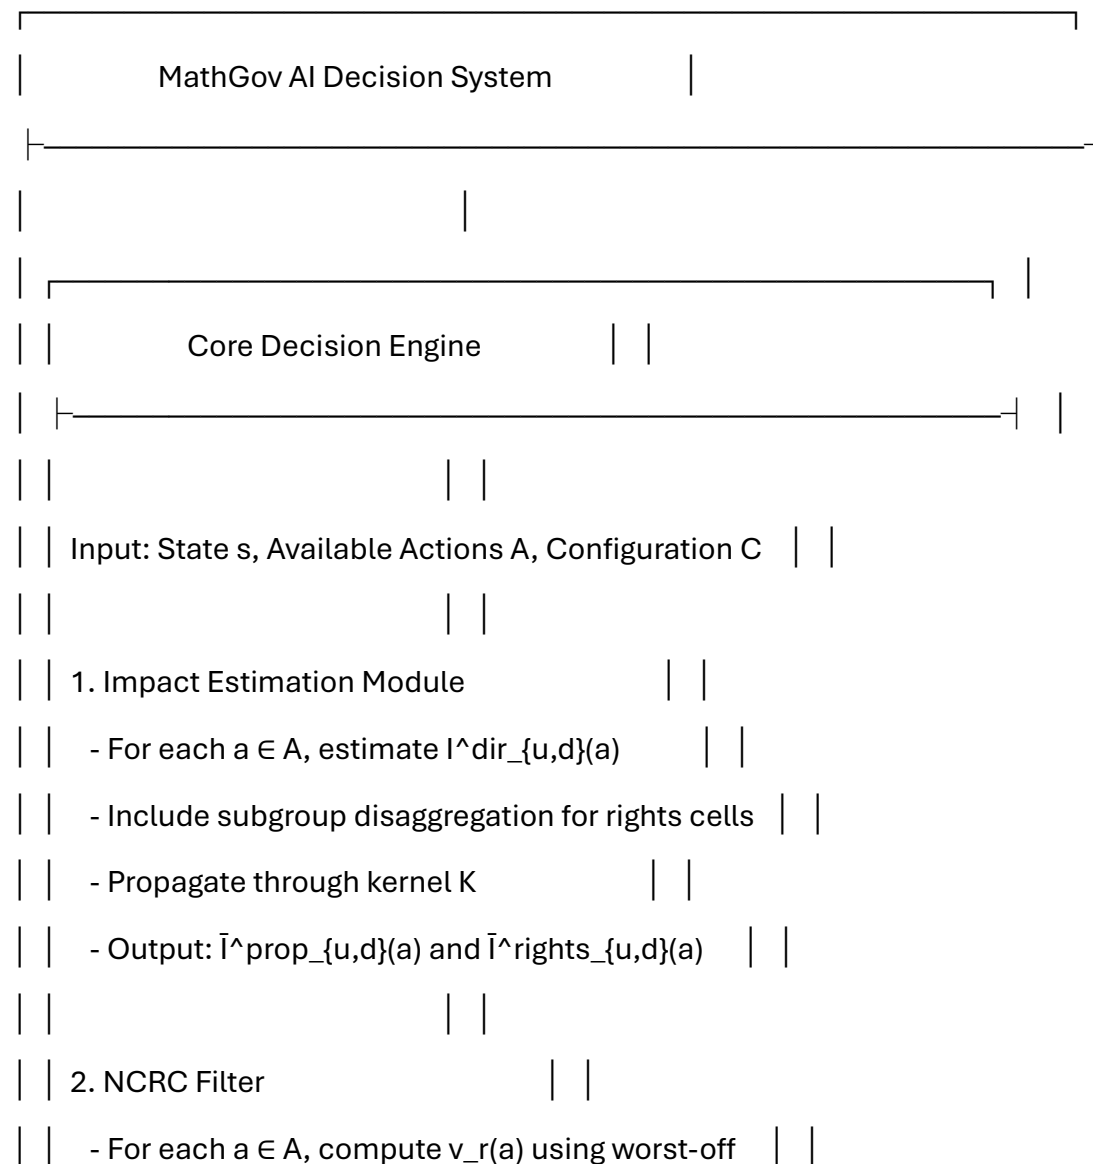 MathGov AI Decision System
Core Decision Engine
Input: State s, Available Actions A, Configuration C
1. Impact Estimation Module
- For each a ∈ A, estimate I^dir_{u,d}(a)
- Include subgroup disaggregation for rights cells
- Propagate through kernel K
- Output: Ī^prop_{u,d}(a) and Ī^rights_{u,d}(a)
2. NCRC Filter
- For each a ∈ A, compute v_r(a) using worst-off